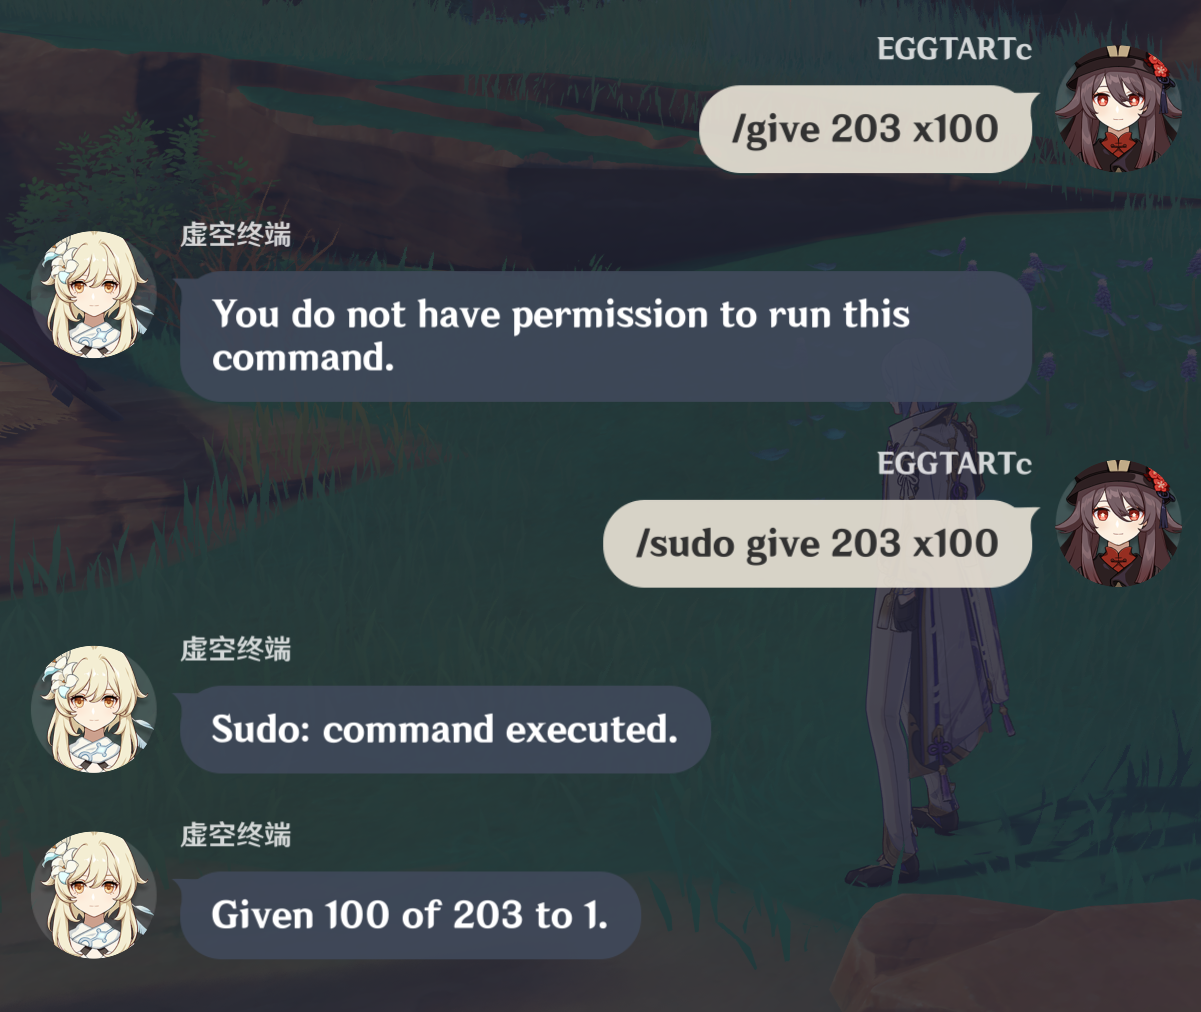 EGGTARTc
/give 203 x100
虚空终端
You do not have permission to run this
command.
EGGTARTc
/sudo give 203 x100
虚空终端
Sudo: command executed.
虚空终端
Given 100 of 203 to 1.